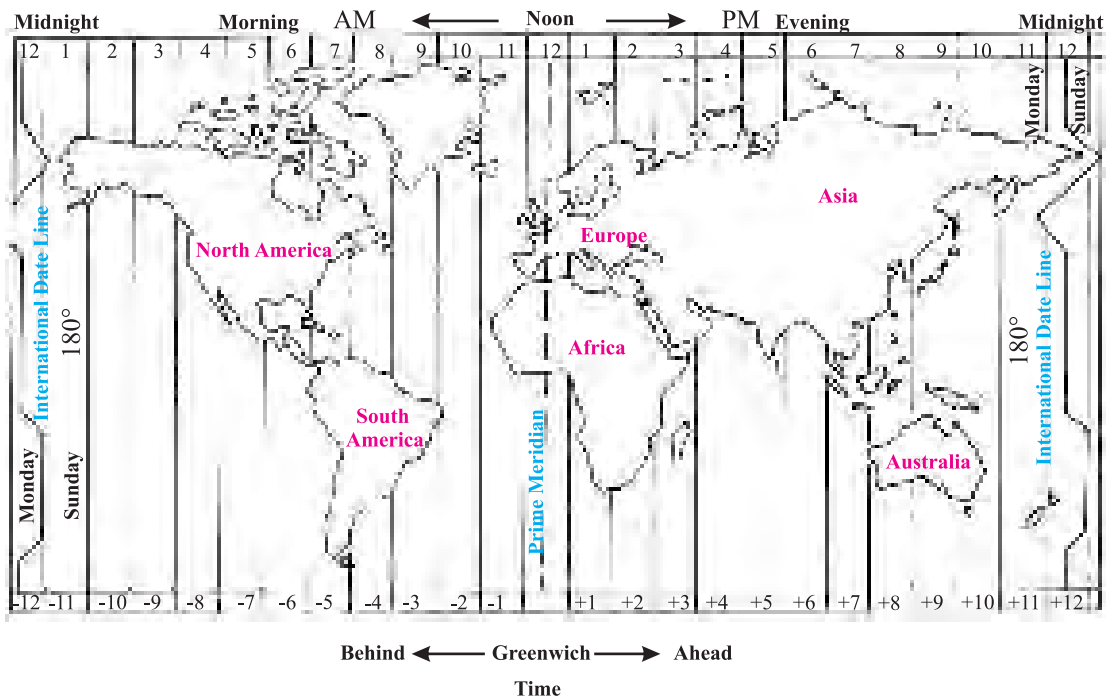 Midnight Morning AM Noon PM Evening Midnight
12 1 2 3 4 5 6 7 8 9 10 11 12 1 2 3 4 5 6 7 8 9 10 11 12
Monday
Sunday
Asia
North America
Europe
International Date Line
180°
Africa
180°
International Date Line
South
America
Prime Meridian
Australia
Monday
Sunday
-12 -11 -10 -9 -8 -7 -6 -5 -4 -3 -2 -1 +1 +2 +3 +4 +5 +6 +7 +8 +9 +10 +11 +12
Behind Greenwich Ahead
Time